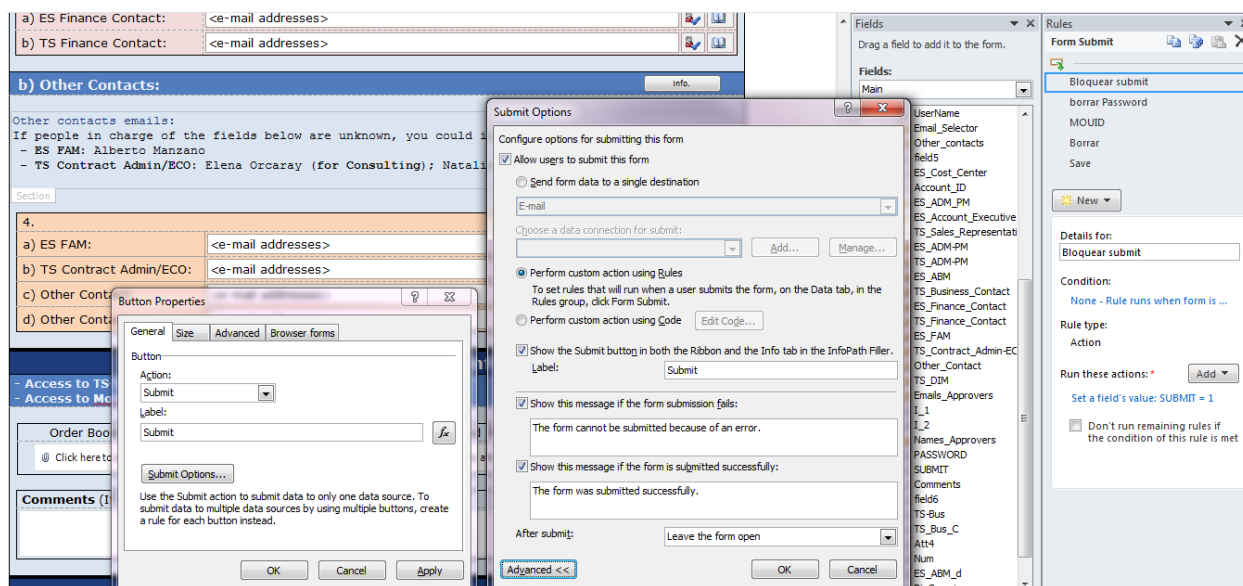 a) ES Finance Contact:
<e-mail addresses>
b) TS Finance Contact:
<e-mail addresses>
b) Other Contacts:
Info.
Other contacts emails:
If people in charge of the fields below are unknown, you could i
- ES FAM: Alberto Manzano
- TS Contract Admin/ECO: Elena Orcaray (for Consulting); Natali
Section
4.
a) ES FAM:
<e-mail addresses>
b) TS Contract Admin/ECO:
<e-mail addresses>
c) Other Conta
d) Other Conta
- Access to TS
- Access to Mo
Order Boo
Click here to
Comments (I
Button Properties
General
Size
Advanced
Browser forms
Button
Action:
Submit
Label:
Submit
fx
Submit Options...
Use the Submit action to submit data to only one data source. To
submit data to multiple data sources by using multiple buttons, create
a rule for each button instead.
OK
Cancel
Apply
Submit Options
Configure options for submitting this form
Allow users to submit this form
Send form data to a single destination
E-mail
Choose a data connection for submit:
Add...
Manage...
Perform custom action using Rules
To set rules that will run when a user submits the form, on the Data tab, in the
Rules group, click Form Submit.
Perform custom action using Code
Edit Code...
Show the Submit button in both the Ribbon and the Info tab in the InfoPath Filler.
Label:
Submit
Show this message if the form submission fails:
The form cannot be submitted because of an error.
Show this message if the form is submitted successfully:
The form was submitted successfully.
After submit:
Leave the form open
Advanced <<
OK
Cancel
Fields
Drag a field to add it to the form.
Fields:
Main
UserName
Email_Selector
Other_contacts
field5
ES_Cost_Center
Account_ID
ES_ADM_PM
ES_Account_Executive
TS_Sales_Representati
ES_ADM-PM
TS_ADM-PM
ES_ABM
TS_Business_Contact
ES_Finance_Contact
TS_Finance_Contact
ES_FAM
TS_Contract_Admin-EC
Other_Contact
TS_DIM
Emails_Approvers
I_1
I_2
Names_Approvers
PASSWORD
SUBMIT
Comments
field6
TS-Bus
TS_Bus_C
Att4
Num
ES_ABM_d
Rules
Form Submit
Bloquear submit
borrar Password
MOUID
Borrar
Save
New
Details for:
Bloquear submit
Condition:
None - Rule runs when form is ...
Rule type:
Action
Run these actions: *
Add
Set a field's value: SUBMIT = 1
Don't run remaining rules if
the condition of this rule is met